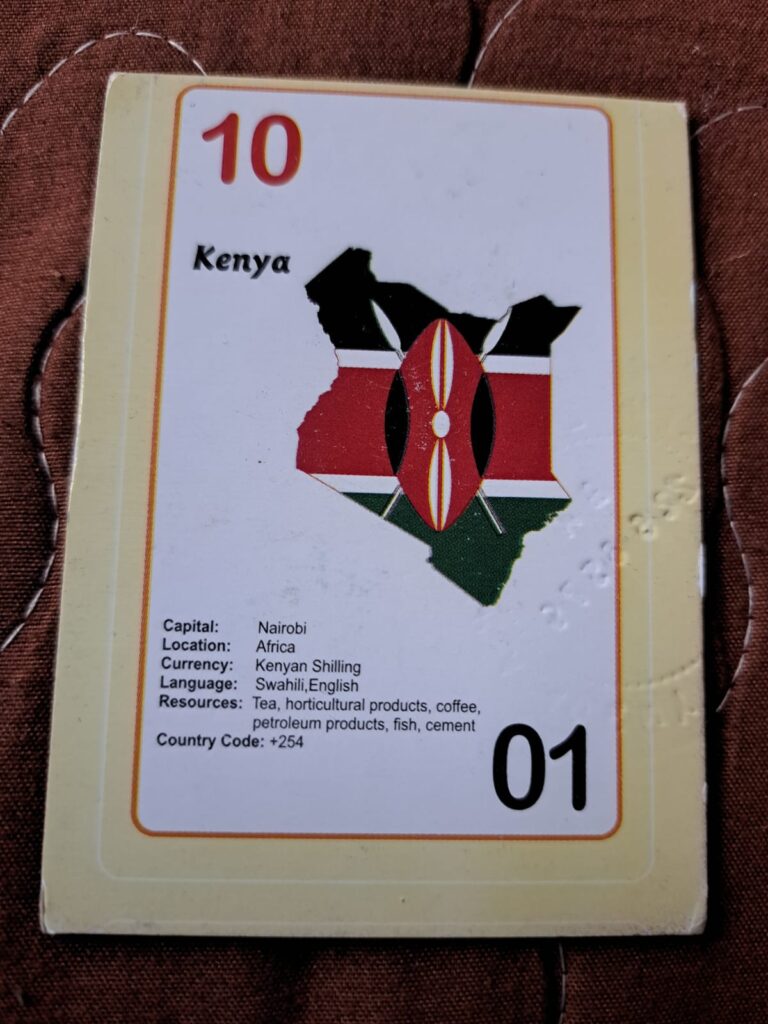 10
Kenya
Capital: Nairobi
Location: Africa
Currency: Kenyan Shilling
Language: Swahili,English
Resources: Tea, horticultural products, coffee,
petroleum products, fish, cement
Country Code: +254
01